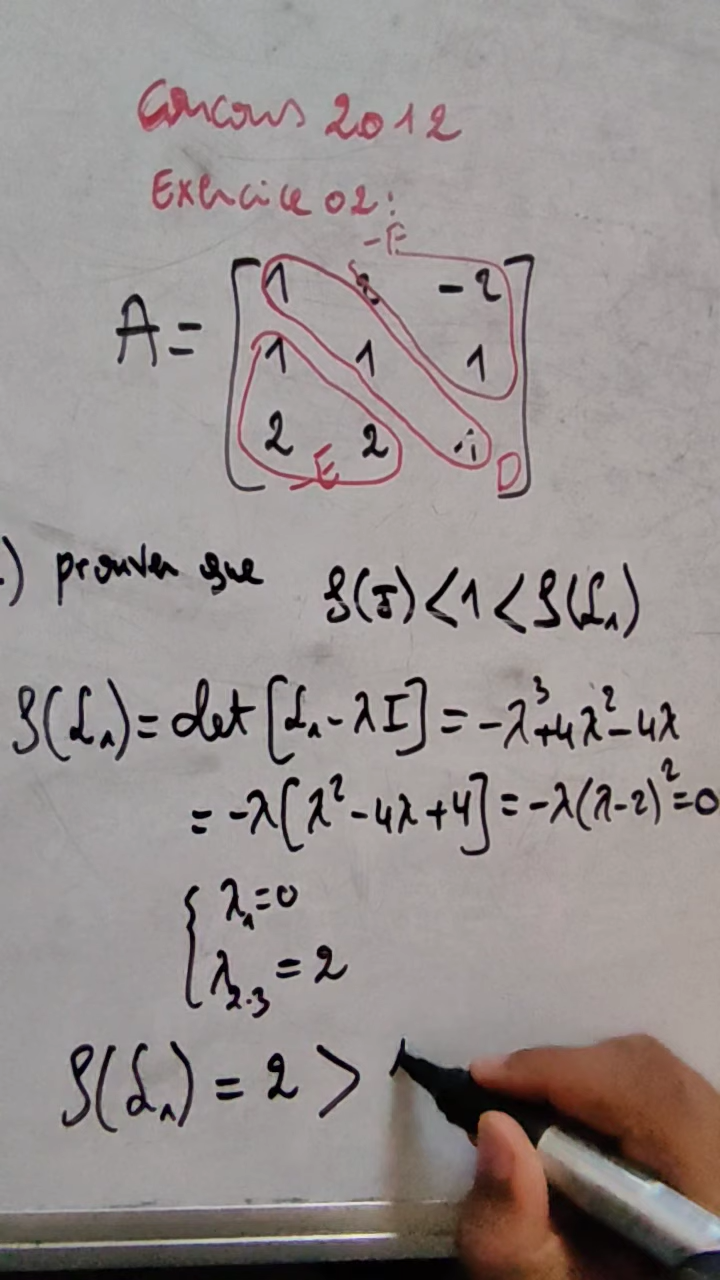 Concours 2012
Exercice 02:
-F
A = [ 1 2 -2
1 1 1
2 2 1 ]
-E D
.) prouver que ρ(J) < 1 < ρ(ℒ₁)
ρ(ℒ₁) = det [ℒ₁ - λI] = -λ³ + 4λ² - 4λ
= -λ[λ² - 4λ + 4] = -λ(λ-2)² = 0
{ λ₁ = 0
λ₂.₃ = 2
ρ(ℒ₁) = 2 > 1